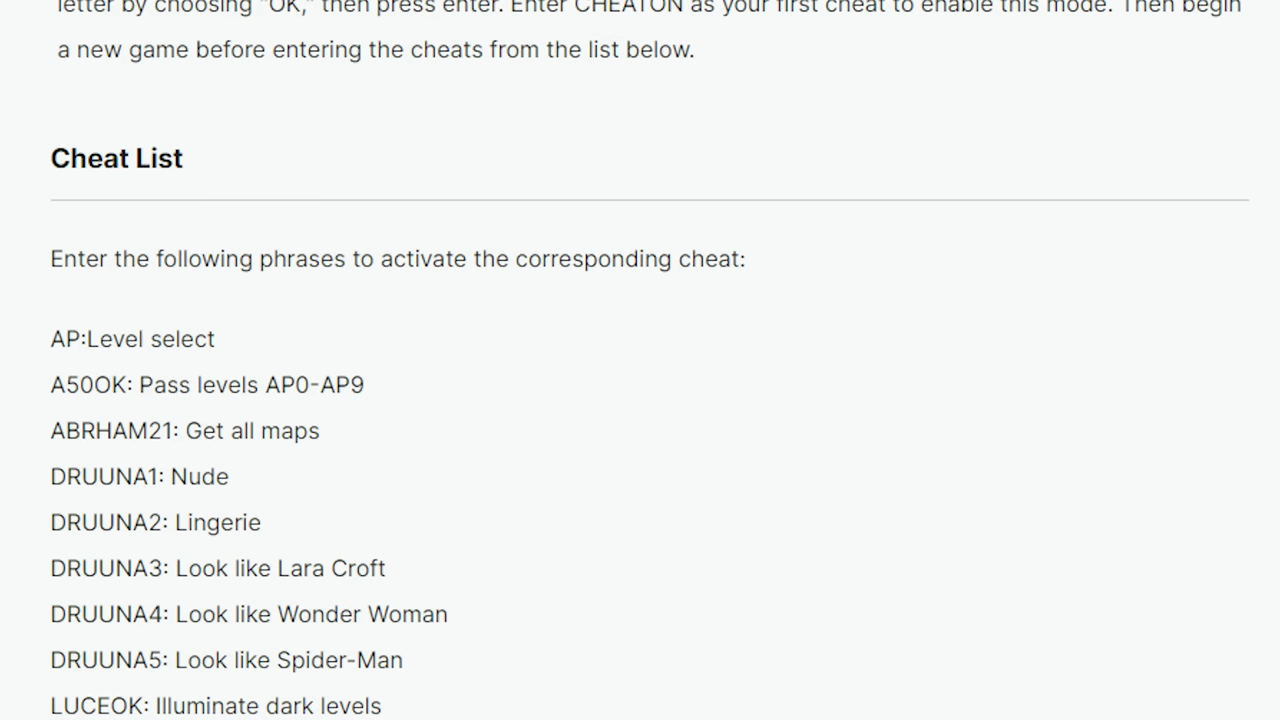 letter by choosing "OK," then press enter. Enter CHEATON as your first cheat to enable this mode. Then begin
a new game before entering the cheats from the list below.
Cheat List
Enter the following phrases to activate the corresponding cheat:
AP:Level select
A50OK: Pass levels AP0-AP9
ABRHAM21: Get all maps
DRUUNA1: Nude
DRUUNA2: Lingerie
DRUUNA3: Look like Lara Croft
DRUUNA4: Look like Wonder Woman
DRUUNA5: Look like Spider-Man
LUCEOK: Illuminate dark levels